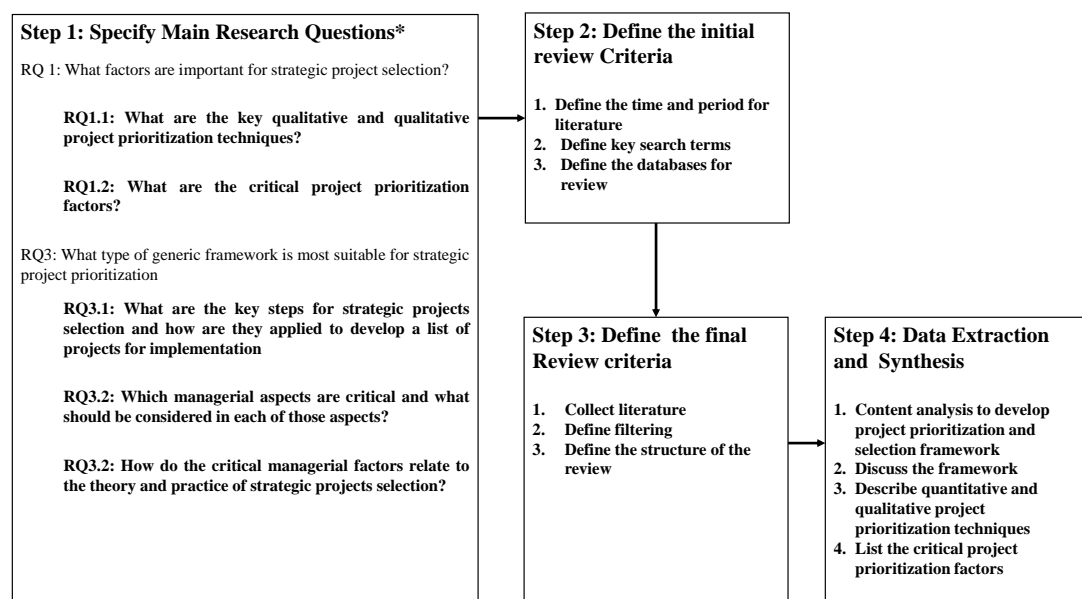 Step 1: Specify Main Research Questions*
RQ 1: What factors are important for strategic project selection?
RQ1.1: What are the key qualitative and qualitative
project prioritization techniques?
RQ1.2: What are the critical project prioritization
factors?
RQ3: What type of generic framework is most suitable for strategic
project prioritization
RQ3.1: What are the key steps for strategic projects
selection and how are they applied to develop a list of
projects for implementation
RQ3.2: Which managerial aspects are critical and what
should be considered in each of those aspects?
RQ3.2: How do the critical managerial factors relate to
the theory and practice of strategic projects selection?
Step 2: Define the initial
review Criteria
1. Define the time and period for
literature
2. Define key search terms
3. Define the databases for
review
Step 3: Define the final
Review criteria
1. Collect literature
2. Define filtering
3. Define the structure of the
review
Step 4: Data Extraction
and Synthesis
1. Content analysis to develop
project prioritization and
selection framework
2. Discuss the framework
3. Describe quantitative and
qualitative project
prioritization techniques
4. List the critical project
prioritization factors